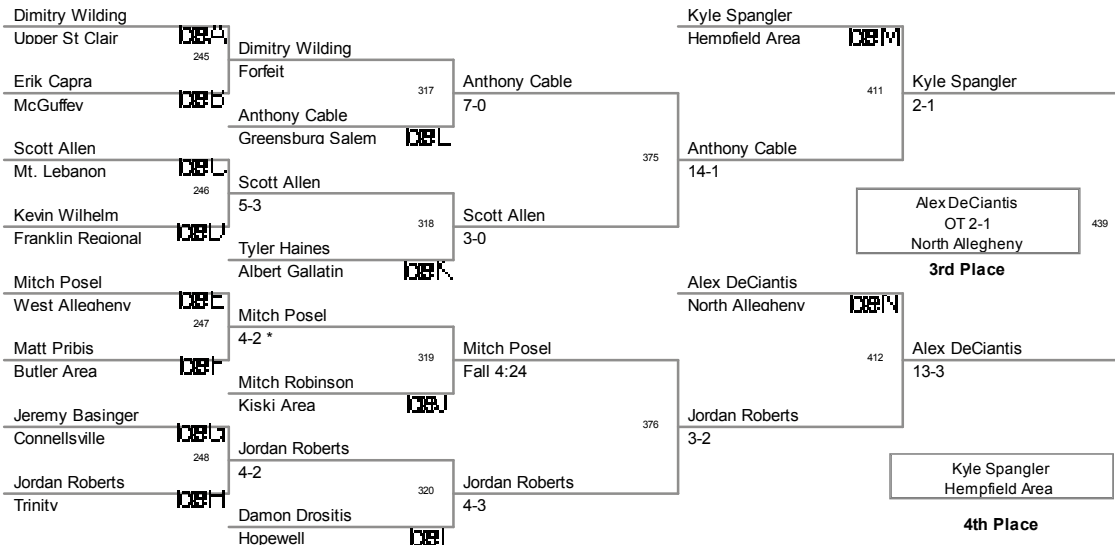 Dimitry Wilding
Upper St Clair
245
Erik Capra
McGuffey
Scott Allen
Mt. Lebanon
246
Kevin Wilhelm
Franklin Regional
Mitch Posel
West Allegheny
247
Matt Pribis
Butler Area
Jeremy Basinger
Connellsville
248
Jordan Roberts
Trinity
Dimitry Wilding
Forfeit
317
Anthony Cable
Greensburg Salem
Scott Allen
5-3
318
Tyler Haines
Albert Gallatin
Mitch Posel
4-2 *
319
Mitch Robinson
Kiski Area
Jordan Roberts
4-2
320
Damon Drositis
Hopewell
Anthony Cable
7-0
375
Scott Allen
3-0
Mitch Posel
Fall 4:24
376
Jordan Roberts
4-3
Kyle Spangler
Hempfield Area
411
Anthony Cable
14-1
Alex DeCiantis
North Allegheny
412
Jordan Roberts
3-2
Kyle Spangler
2-1
Alex DeCiantis
OT 2-1
North Allegheny
439
3rd Place
Alex DeCiantis
13-3
Kyle Spangler
Hempfield Area
4th Place